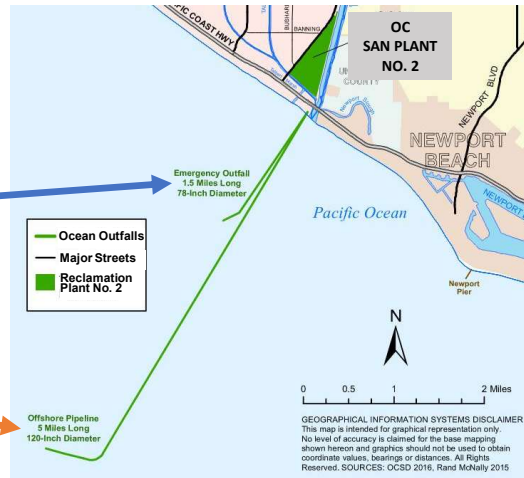 PACIFIC COAST HWY
BUSHARD
BANNING
OC
SAN PLANT
NO. 2
COUNTY
NEWPORT BLVD
NEWPORT
BEACH
Emergency Outfall
1.5 Miles Long
78-Inch Diameter
Pacific Ocean
Ocean Outfalls
Major Streets
Reclamation
Plant No. 2
Newport
Pier
N
0 0.5 1 2 Miles
Offshore Pipeline
5 Miles Long
120-Inch Diameter
GEOGRAPHICAL INFORMATION SYSTEMS DISCLAIMER
This map is intended for graphical representation only.
No level of accuracy is claimed for the base mapping
shown hereon and graphics should not be used to obtain
coordinate values, bearings or distances. All Rights
Reserved. SOURCES: OCSD 2016, Rand McNally 2015